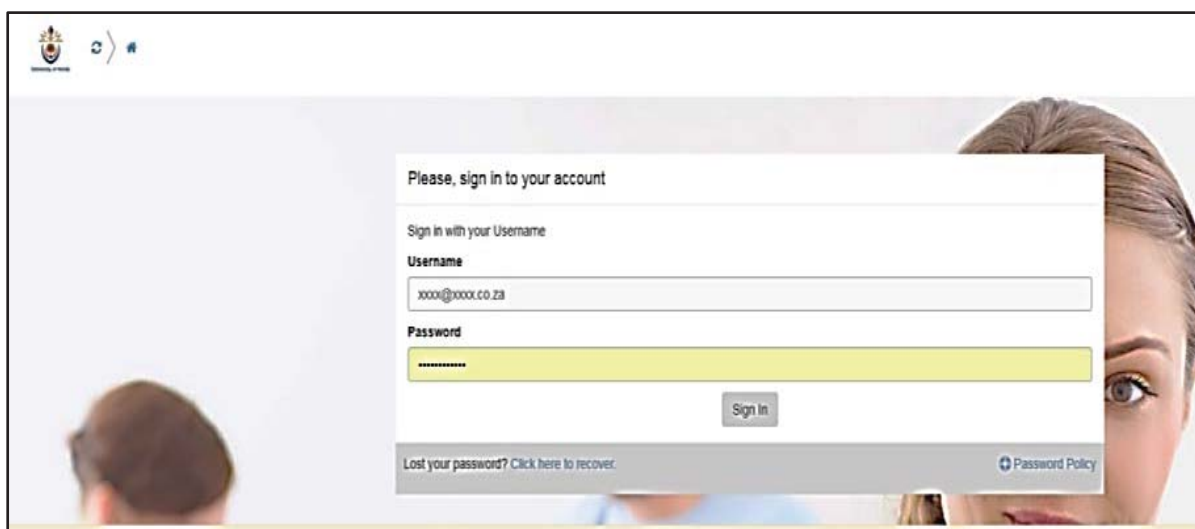 Please, sign in to your account
Sign in with your Username
Username
xxxx@xxxx.co.za
Password
••••••••••••
Sign In
Lost your password? Click here to recover.
Password Policy